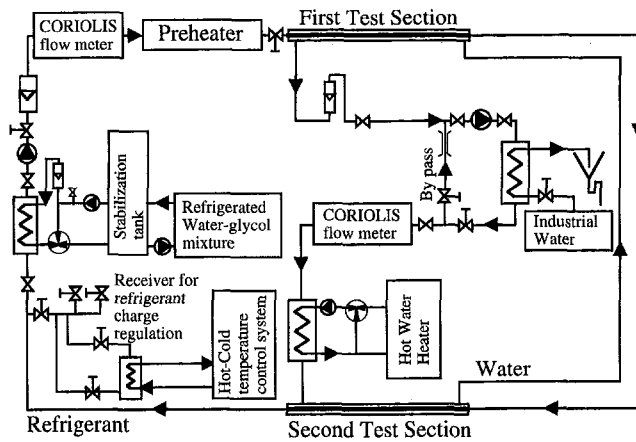 CORIOLIS
flow meter
Preheater
First Test Section
By pass
Stabilization
tank
Refrigerated
Water-glycol
mixture
CORIOLIS
flow meter
Industrial
Water
Receiver for
refrigerant
charge
regulation
Hot-Cold
temperature
control system
Hot Water
Heater
Water
Refrigerant
Second Test Section